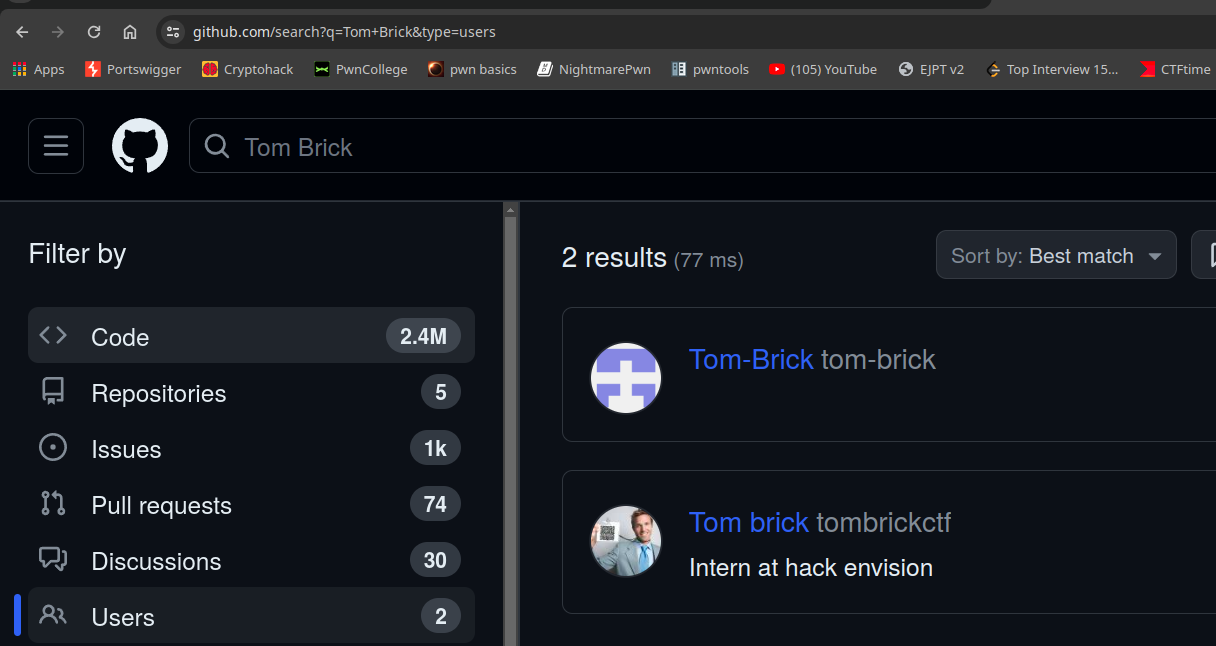 github.com/search?q=Tom+Brick&type=users
Apps Portswigger Cryptohack PwnCollege pwn basics NightmarePwn pwntools (105) YouTube EJPT v2 Top Interview 15... CTFtime
Tom Brick
Filter by
Code 2.4M
Repositories 5
Issues 1k
Pull requests 74
Discussions 30
Users 2
2 results (77 ms)
Sort by: Best match
Tom-Brick tom-brick
Tom brick tombrickctf
Intern at hack envision